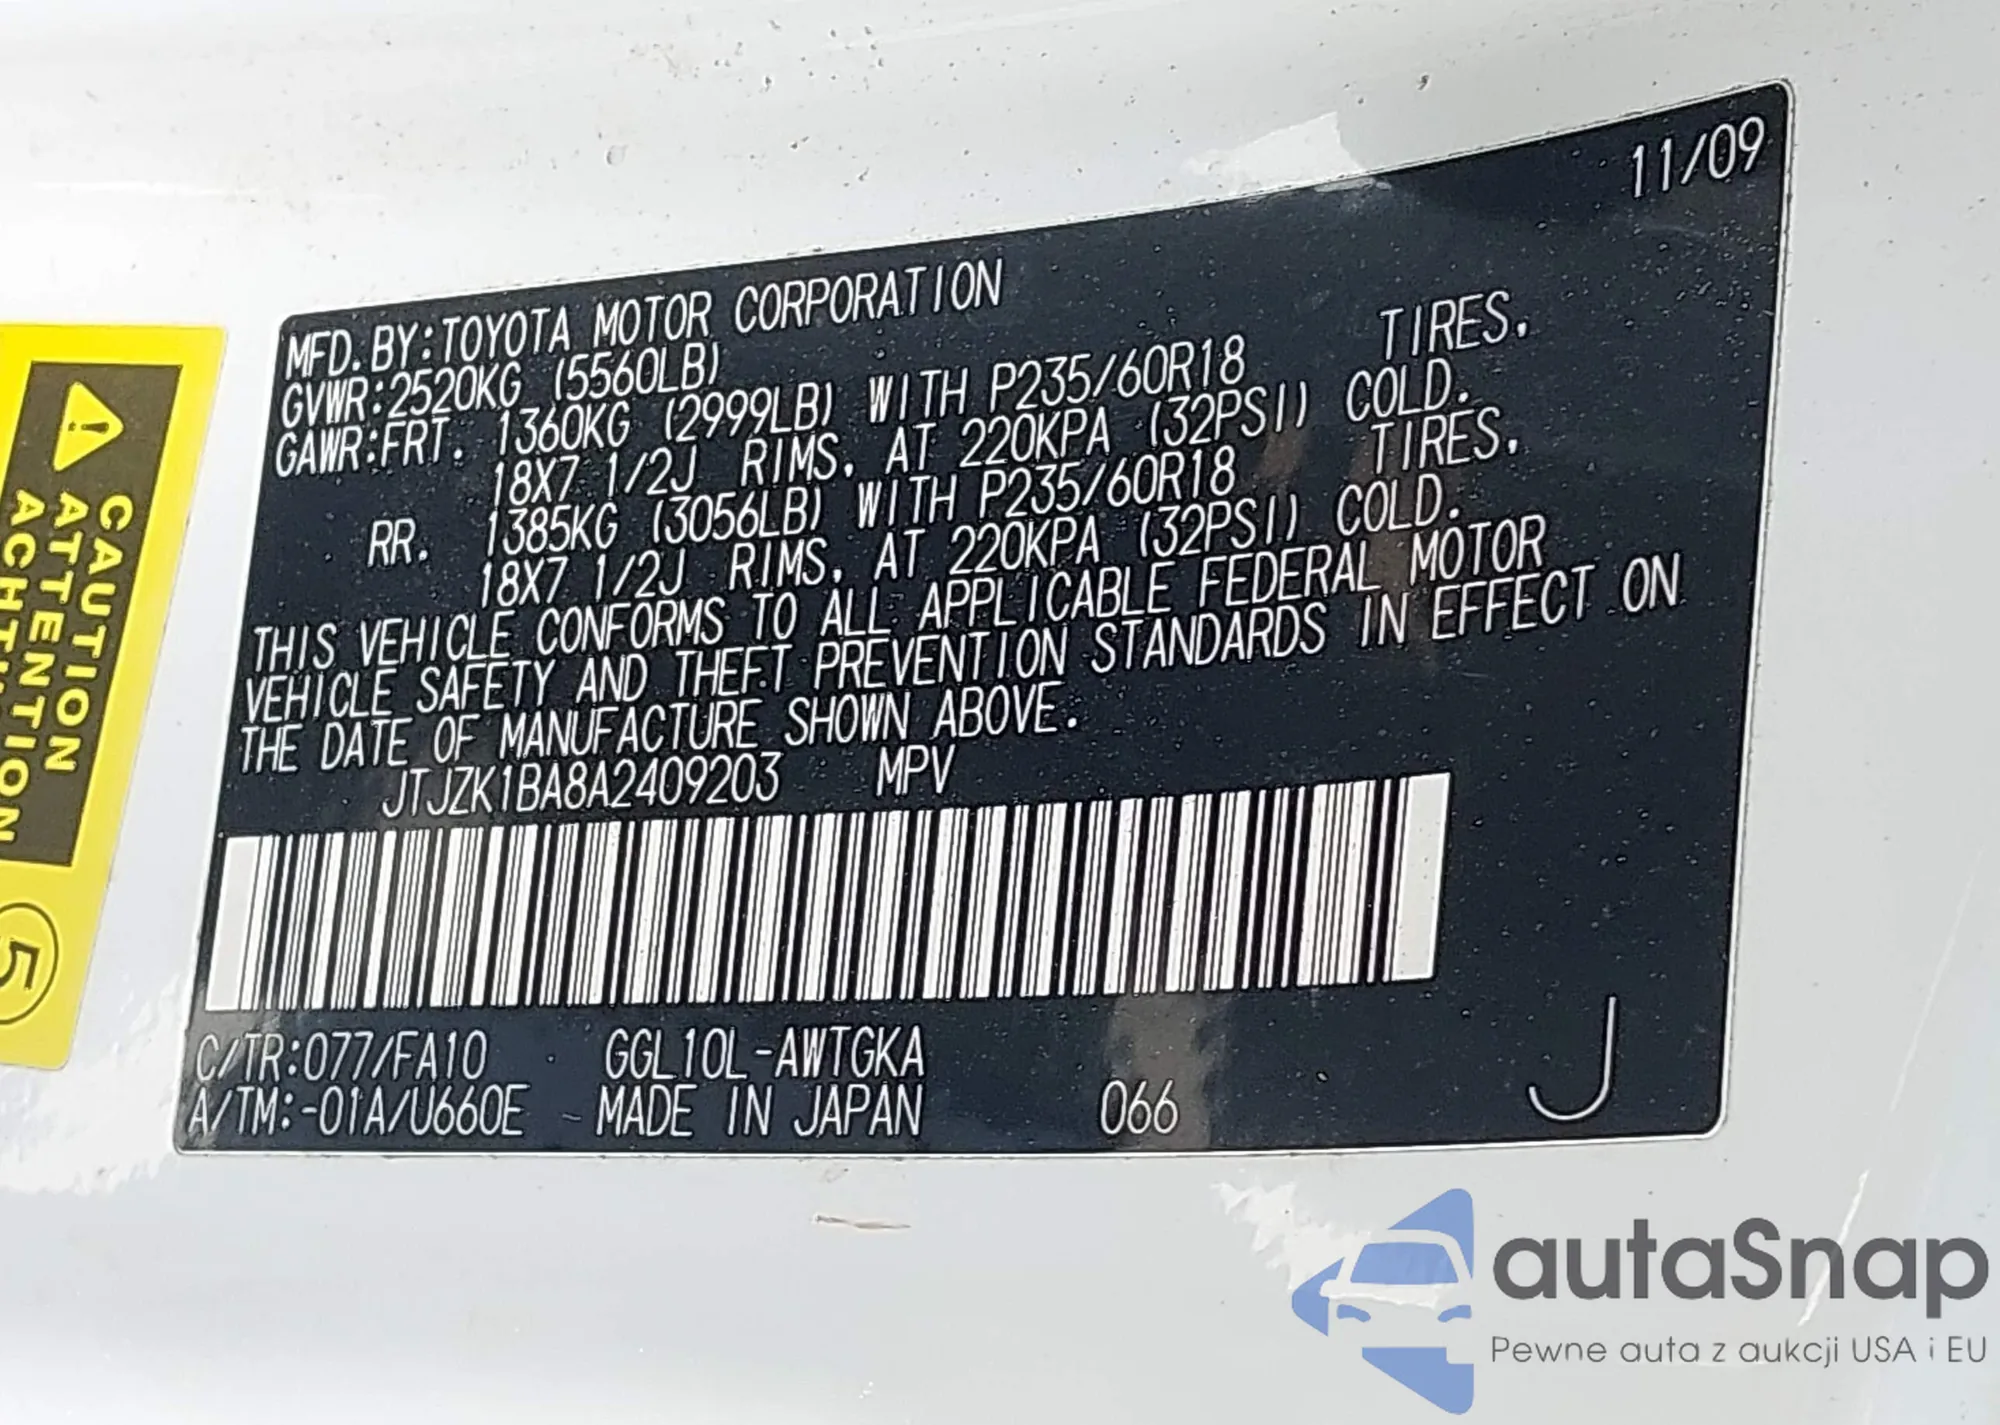 11/09
MFD. BY: TOYOTA MOTOR CORPORATION
GVWR: 2520KG (5560LB)
GAWR: FRT. 1360KG (2999LB) WITH P235/60R18 TIRES,
18X7 1/2J RIMS, AT 220KPA (32PSI) COLD.
RR. 1385KG (3056LB) WITH P235/60R18 TIRES,
18X7 1/2J RIMS, AT 220KPA (32PSI) COLD.
THIS VEHICLE CONFORMS TO ALL APPLICABLE FEDERAL MOTOR
VEHICLE SAFETY AND THEFT PREVENTION STANDARDS IN EFFECT ON
THE DATE OF MANUFACTURE SHOWN ABOVE.
JTJZK1BA8A2409203 MPV
C/TR: 077/FA10 GGL10L-AWTGKA
A/TM: -01A/U660E MADE IN JAPAN 066 J
CAUTION
ATTENTION
ACHTUNG
5
autaSnap
Pewne auta z aukcji USA i EU